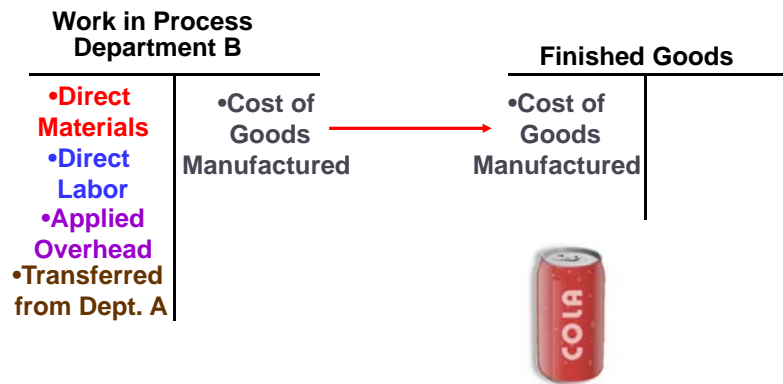 Work in Process
Department B
•Direct
Materials
•Direct
Labor
•Applied
Overhead
•Transferred
from Dept. A
•Cost of
Goods
Manufactured
Finished Goods
•Cost of
Goods
Manufactured
COLA